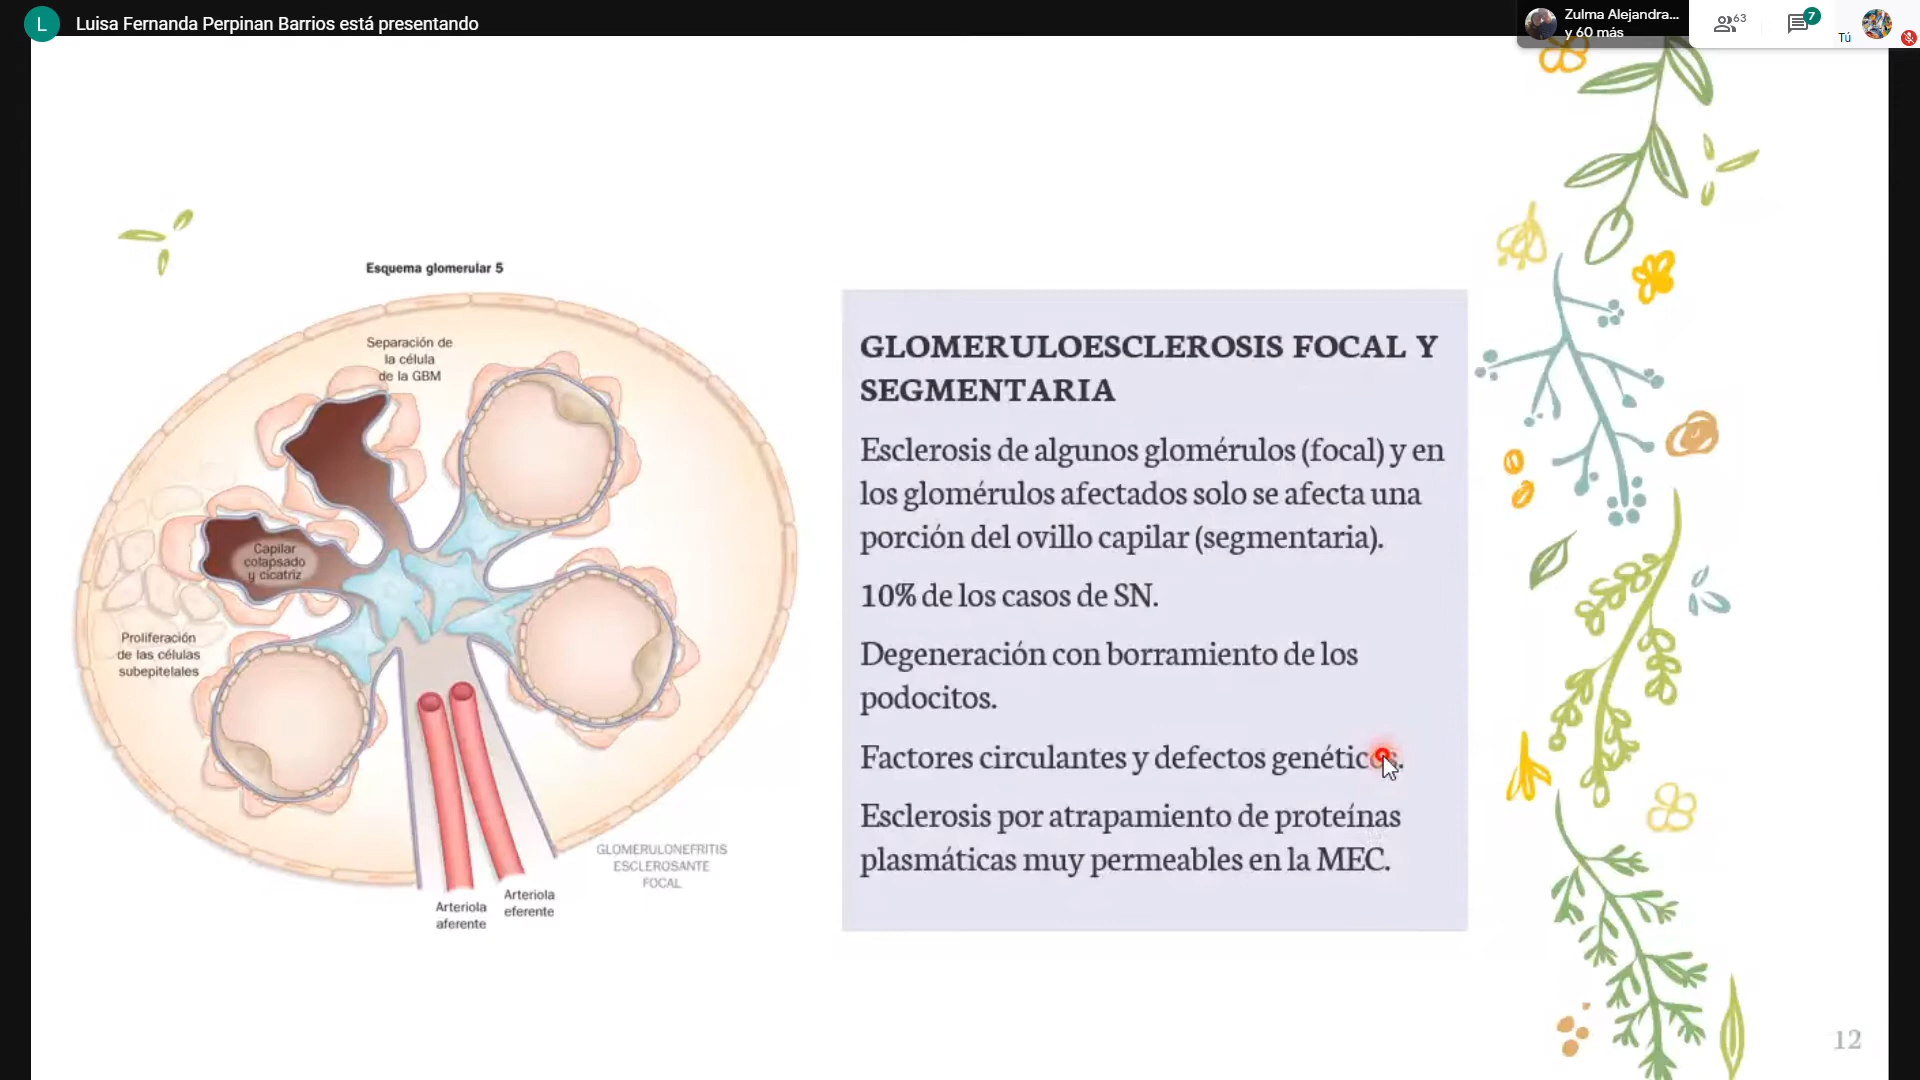 L
Luisa Fernanda Perpinan Barrios está presentando
Zulma Alejandra...
y 60 más
63
7
Tú
Esquema glomerular 5
Separación de
la célula
de la GBM
Capilar
colapsado
y cicatriz
Proliferación
de las células
subepitelales
GLOMERULONEFRITIS
ESCLEROSANTE
FOCAL
Arteriola
aferente
Arteriola
eferente
GLOMERULOESCLEROSIS FOCAL Y
SEGMENTARIA
Esclerosis de algunos glomérulos (focal) y en
los glomérulos afectados solo se afecta una
porción del ovillo capilar (segmentaria).
10% de los casos de SN.
Degeneración con borramiento de los
podocitos.
Factores circulantes y defectos genéticos.
Esclerosis por atrapamiento de proteínas
plasmáticas muy permeables en la MEC.
12